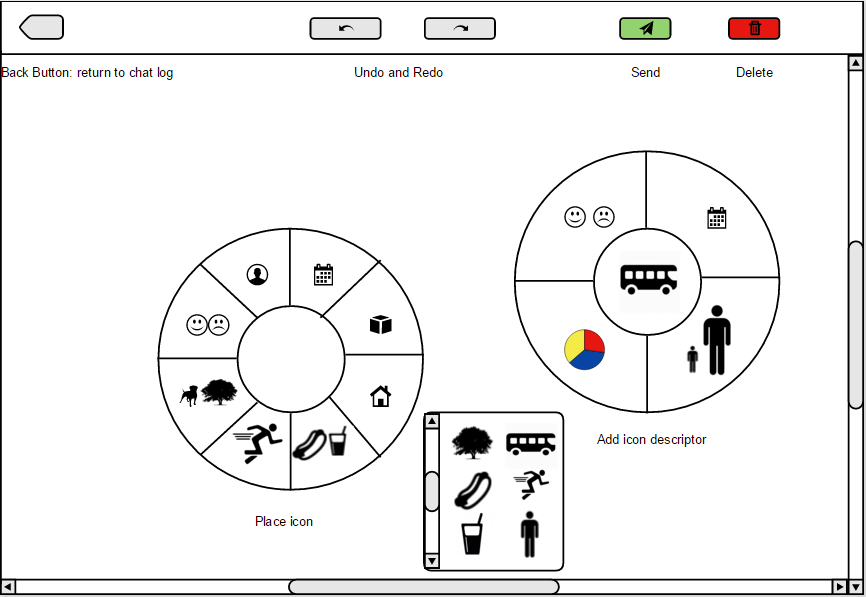 Back Button: return to chat log
Undo and Redo
Send
Delete
Add icon descriptor
Place icon